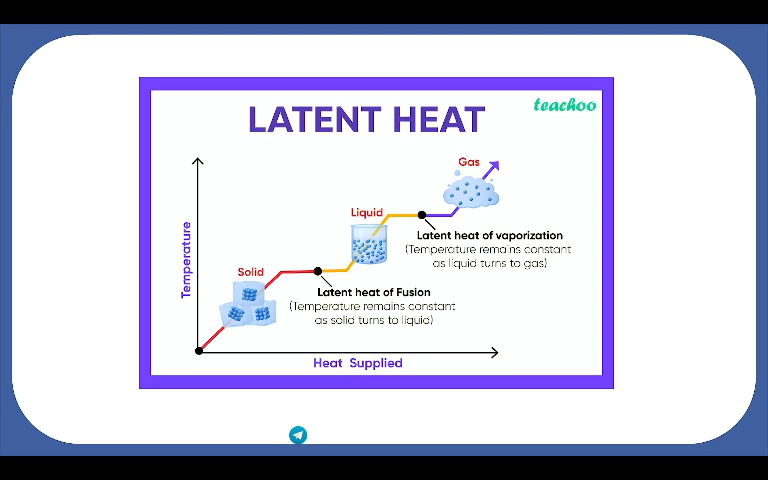 teachoo
LATENT HEAT
Gas
Liquid
Latent heat of vaporization
(Temperature remains constant
as liquid turns to gas)
Temperature
Solid
Latent heat of Fusion
(Temperature remains constant
as solid turns to liquid)
Heat Supplied